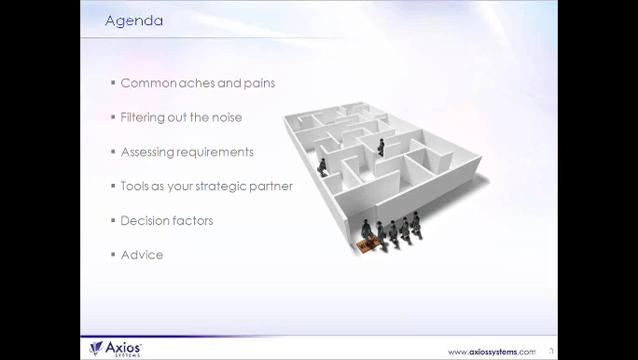 Agenda
Common aches and pains
Filtering out the noise
Assessing requirements
Tools as your strategic partner
Decision factors
Advice
Axios
SYSTEMS
www.axiossystems.com
3